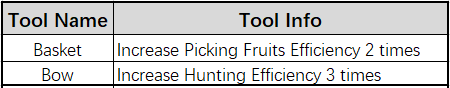 Tool Name Tool Info
Basket Increase Picking Fruits Efficiency 2 times
Bow Increase Hunting Efficiency 3 times